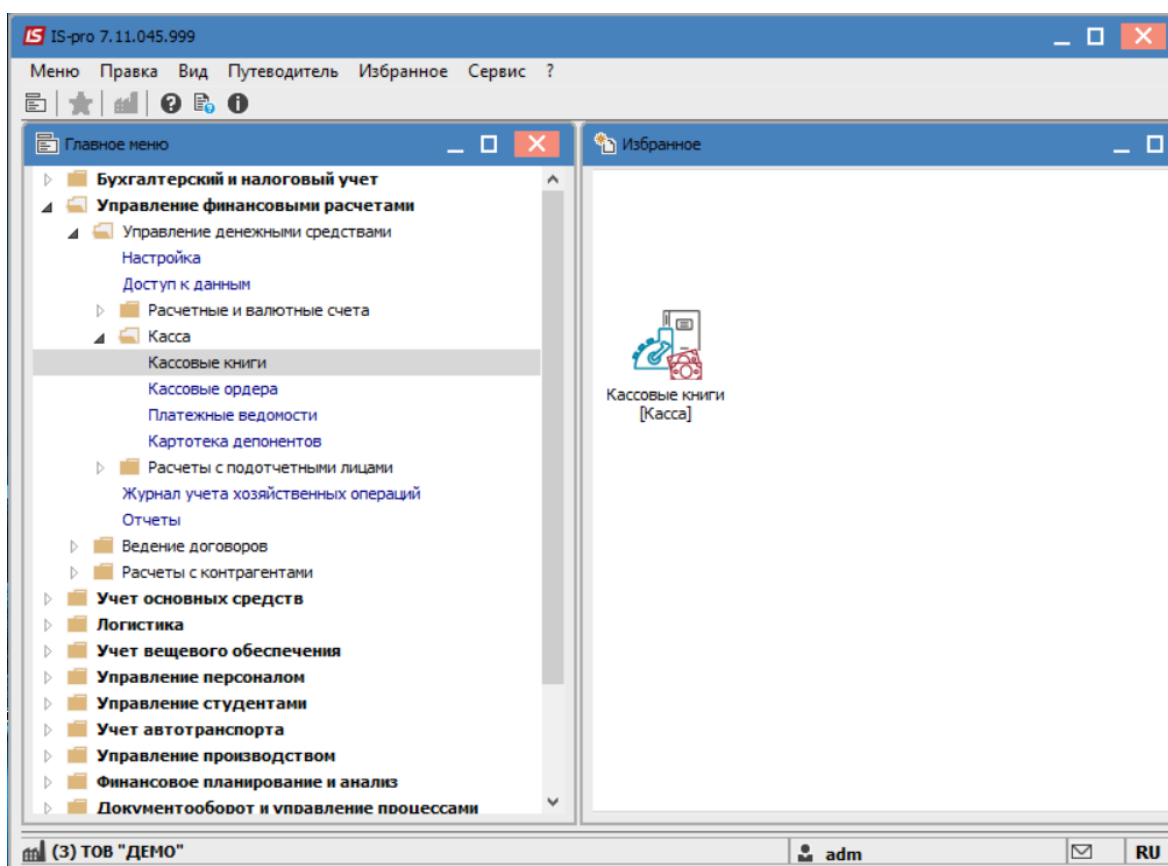 IS-pro 7.11.045.999
Меню Правка Вид Путеводитель Избранное Сервис ?
Главное меню
Бухгалтерский и налоговый учет
Управление финансовыми расчетами
Управление денежными средствами
Настройка
Доступ к данным
Расчетные и валютные счета
Касса
Кассовые книги
Кассовые ордера
Платежные ведомости
Картотека депонентов
Расчеты с подотчетными лицами
Журнал учета хозяйственных операций
Отчеты
Ведение договоров
Расчеты с контрагентами
Учет основных средств
Логистика
Учет вещевого обеспечения
Управление персоналом
Управление студентами
Учет автотранспорта
Управление производством
Финансовое планирование и анализ
Документооборот и управление процессами
Избранное
Кассовые книги
[Касса]
(3) ТОВ "ДЕМО"
adm
RU